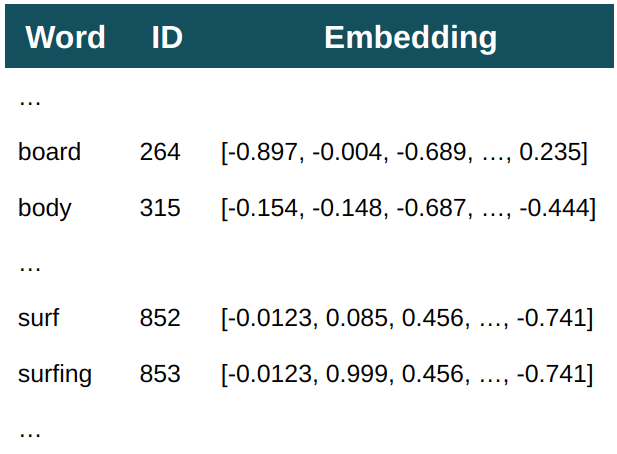 Word ID Embedding
…
board 264 [-0.897, -0.004, -0.689, …, 0.235]
body 315 [-0.154, -0.148, -0.687, …, -0.444]
…
surf 852 [-0.0123, 0.085, 0.456, …, -0.741]
surfing 853 [-0.0123, 0.999, 0.456, …, -0.741]
…